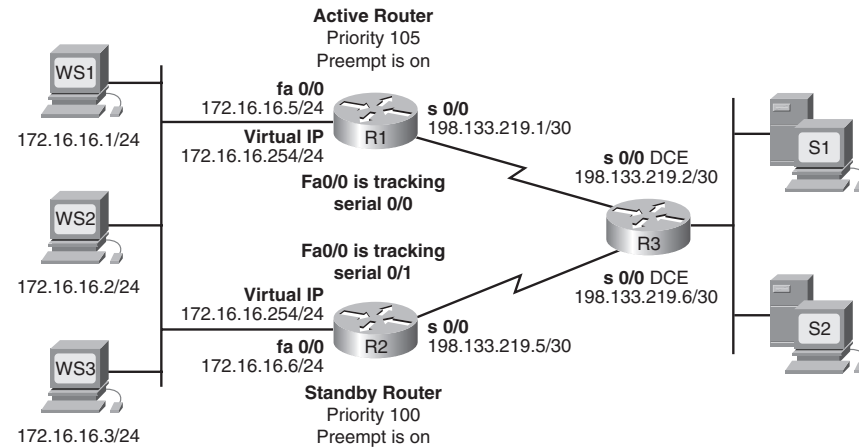 Active Router
Priority 105
Preempt is on
WS1
172.16.16.1/24
fa 0/0
172.16.16.5/24
Virtual IP
172.16.16.254/24
R1
s 0/0
198.133.219.1/30
Fa0/0 is tracking
serial 0/0
WS2
172.16.16.2/24
Fa0/0 is tracking
serial 0/1
s 0/0 DCE
198.133.219.2/30
R3
s 0/0 DCE
198.133.219.6/30
S1
S2
Virtual IP
172.16.16.254/24
fa 0/0
172.16.16.6/24
R2
s 0/0
198.133.219.5/30
WS3
172.16.16.3/24
Standby Router
Priority 100
Preempt is on